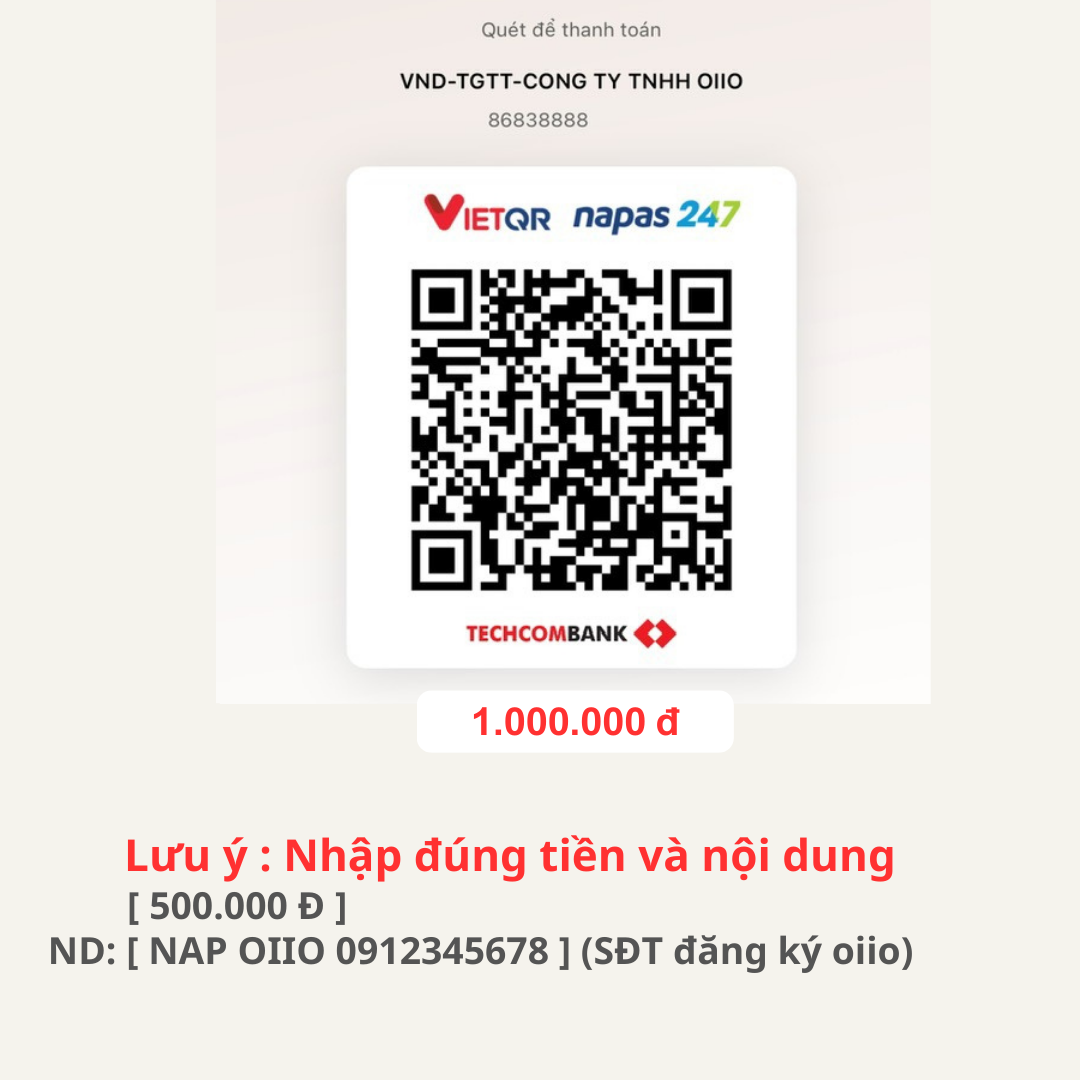 Quét để thanh toán
VND-TGTT-CONG TY TNHH OIIO
86838888
VIETQR napas 247
TECHCOMBANK
1.000.000 đ
Lưu ý : Nhập đúng tiền và nội dung
[ 500.000 Đ ]
ND: [ NAP OIIO 0912345678 ] (SĐT đăng ký oiio)